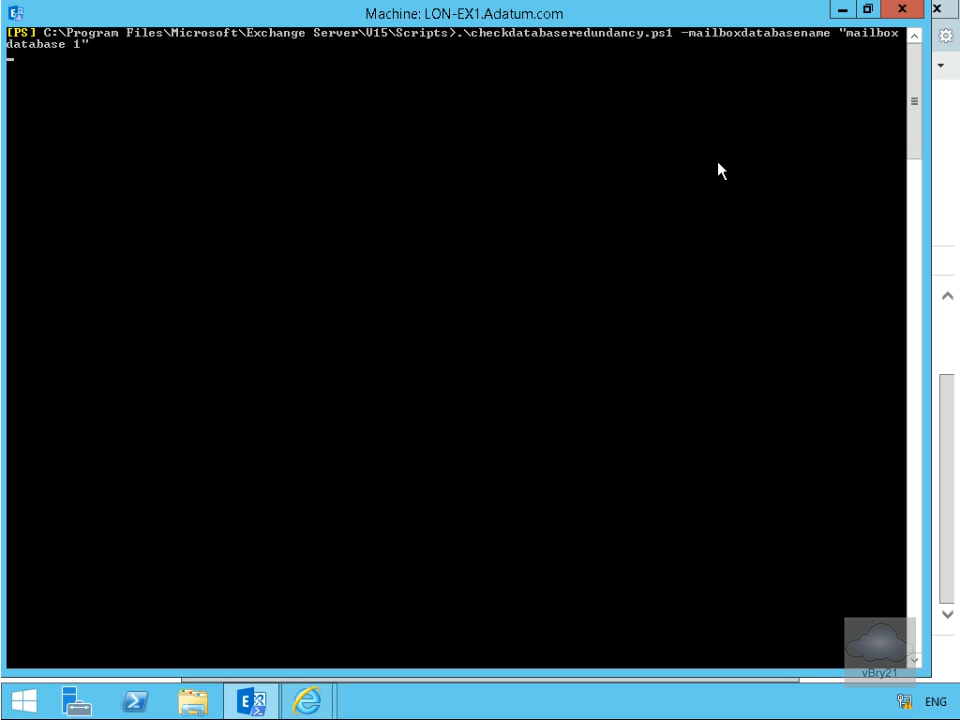 Machine: LON-EX1.Adatum.com
[PS] C:\Program Files\Microsoft\Exchange Server\V15\Scripts>.\checkdatabaseredundancy.ps1 -mailboxdatabasename "mailbox
database 1"
vBry21
ENG